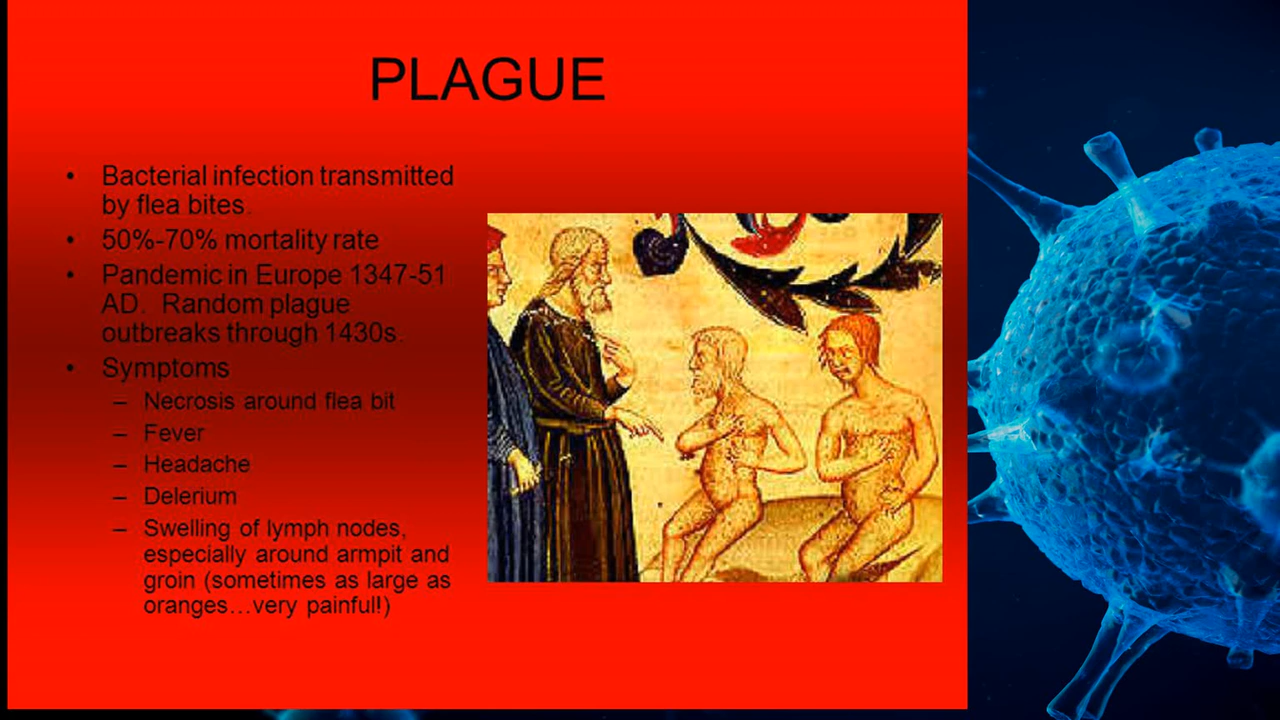 PLAGUE
• Bacterial infection transmitted
by flea bites.
• 50%-70% mortality rate
• Pandemic in Europe 1347-51
AD. Random plague
outbreaks through 1430s.
• Symptoms
– Necrosis around flea bit
– Fever
– Headache
– Delerium
– Swelling of lymph nodes,
especially around armpit and
groin (sometimes as large as
oranges…very painful!)